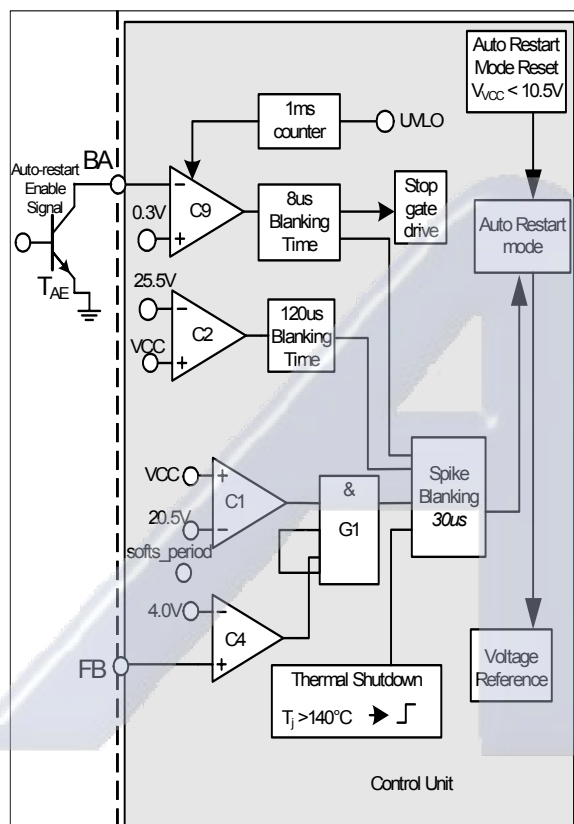 Auto Restart
Mode Reset
VVCC < 10.5V
1ms
counter
UVLO
BA
Auto-restart
Enable
Signal
TAE
0.3V
C9
8us
Blanking
Time
Stop
gate
drive
Auto Restart
mode
25.5V
VCC
C2
120us
Blanking
Time
VCC
20.5V
C1
softs_period
&
G1
Spike
Blanking
30us
4.0V
C4
FB
Thermal Shutdown
Tj >140°C
Voltage
Reference
Control Unit
-
+
-
+
+
-
-
+